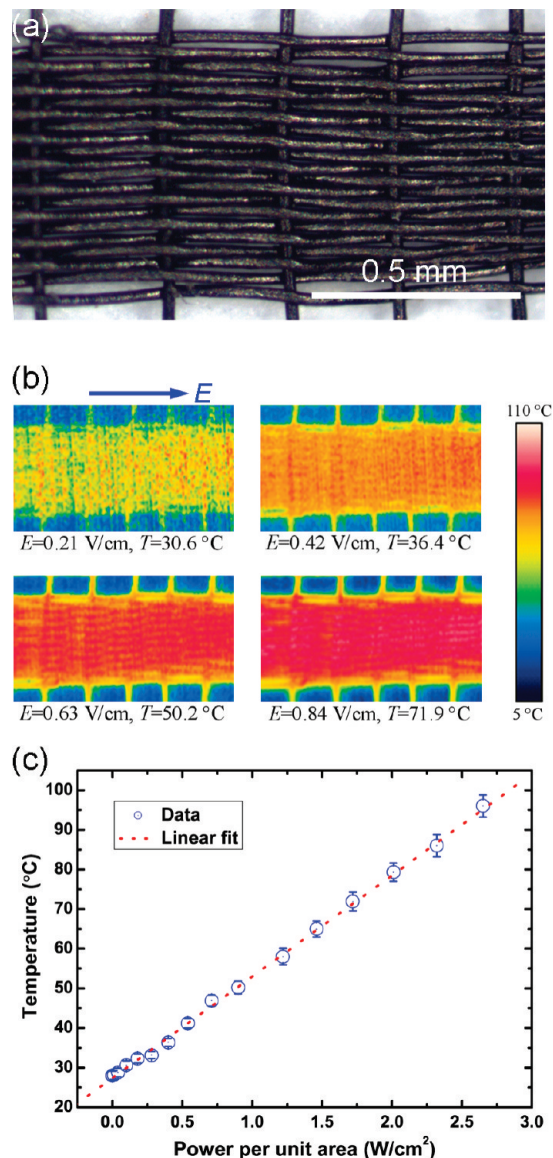 (a)
0.5 mm
(b)
E
110 °C
E=0.21 V/cm, T=30.6 °C
E=0.42 V/cm, T=36.4 °C
E=0.63 V/cm, T=50.2 °C
E=0.84 V/cm, T=71.9 °C
5 °C
(c)
100
90
80
70
60
50
40
30
20
Temperature (°C)
Data
Linear fit
0.0 0.5 1.0 1.5 2.0 2.5 3.0
Power per unit area (W/cm²)